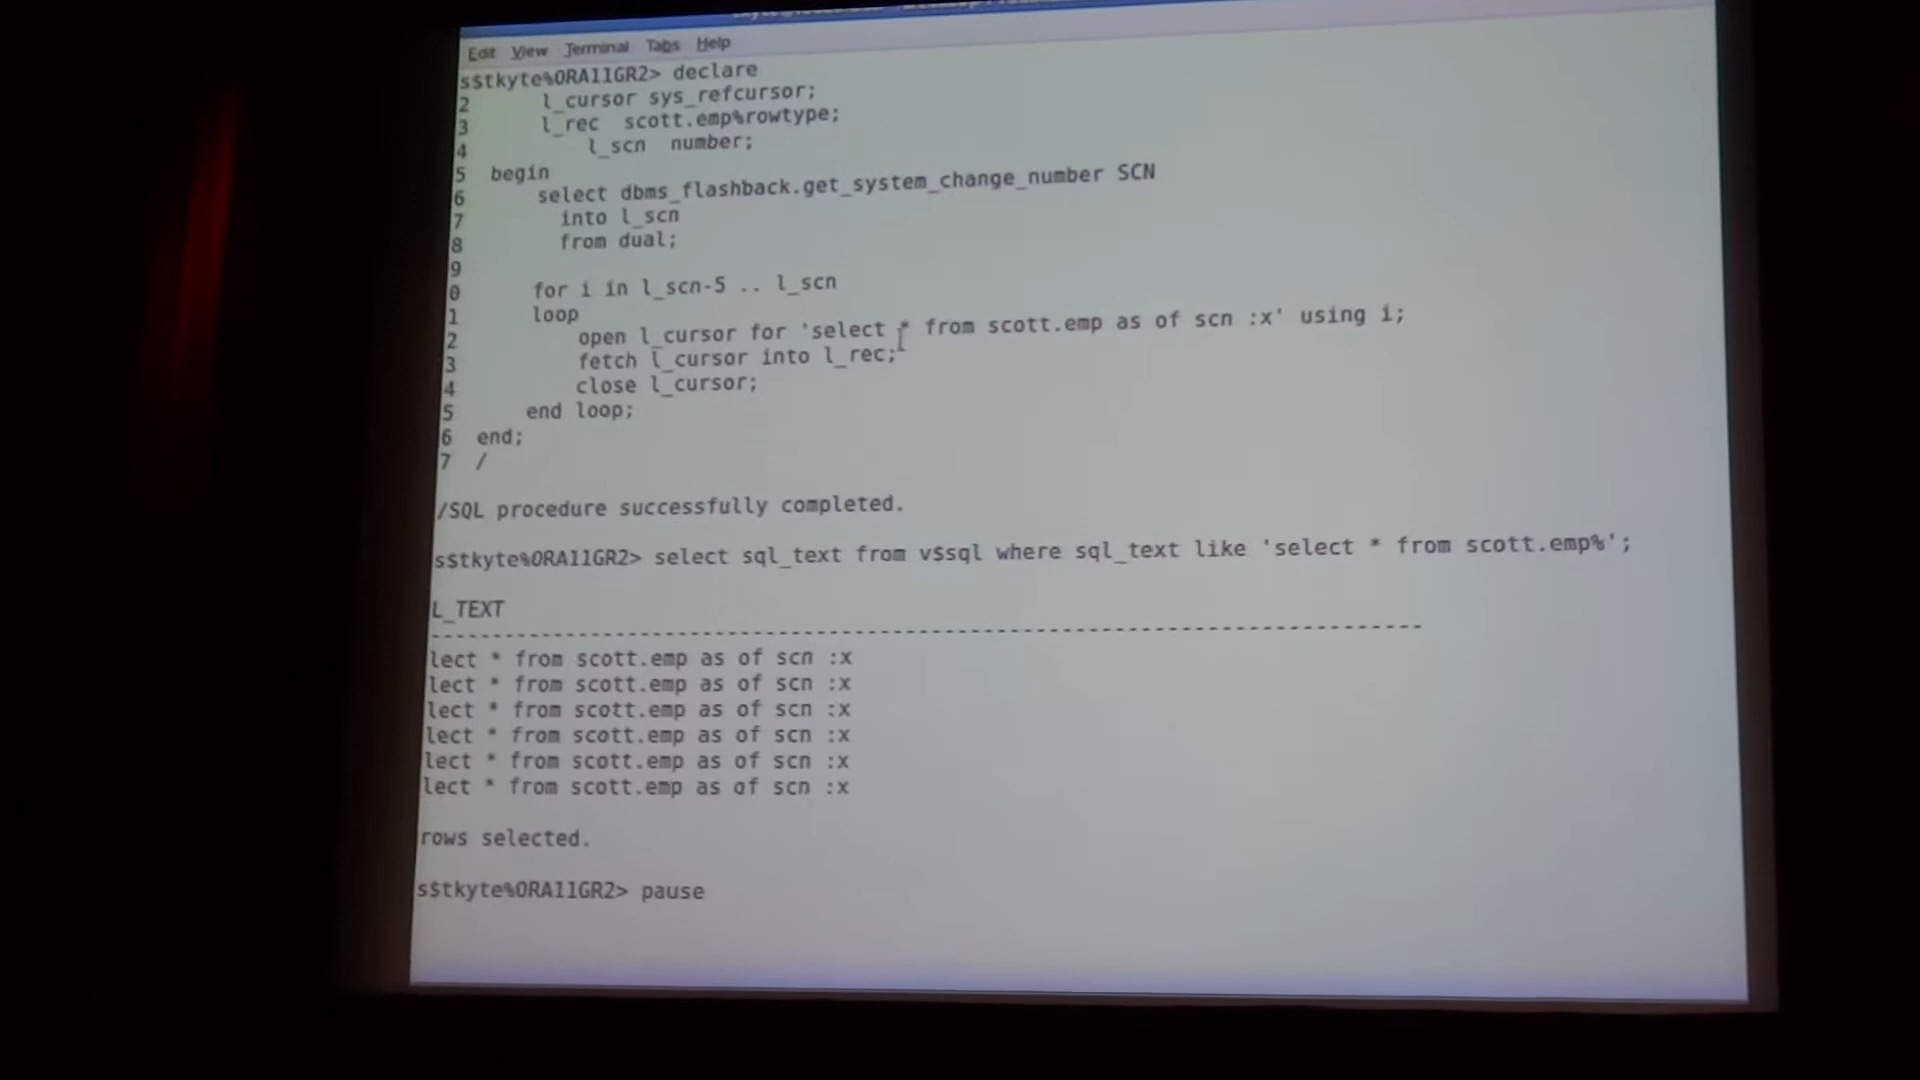 Edit View Terminal Tabs Help
s$tkyte%ORA11GR2> declare
2 l_cursor sys_refcursor;
3 l_rec scott.emp%rowtype;
4 l_scn number;
5 begin
6 select dbms_flashback.get_system_change_number SCN
7 into l_scn
8 from dual;
9
0 for i in l_scn-5 .. l_scn
1 loop
2 open l_cursor for 'select * from scott.emp as of scn :x' using i;
3 fetch l_cursor into l_rec;
4 close l_cursor;
5 end loop;
6 end;
7 /
/SQL procedure successfully completed.
s$tkyte%ORA11GR2> select sql_text from v$sql where sql_text like 'select * from scott.emp%';
L_TEXT
--------------------------------------------------------------------------------
lect * from scott.emp as of scn :x
lect * from scott.emp as of scn :x
lect * from scott.emp as of scn :x
lect * from scott.emp as of scn :x
lect * from scott.emp as of scn :x
lect * from scott.emp as of scn :x
rows selected.
s$tkyte%ORA11GR2> pause